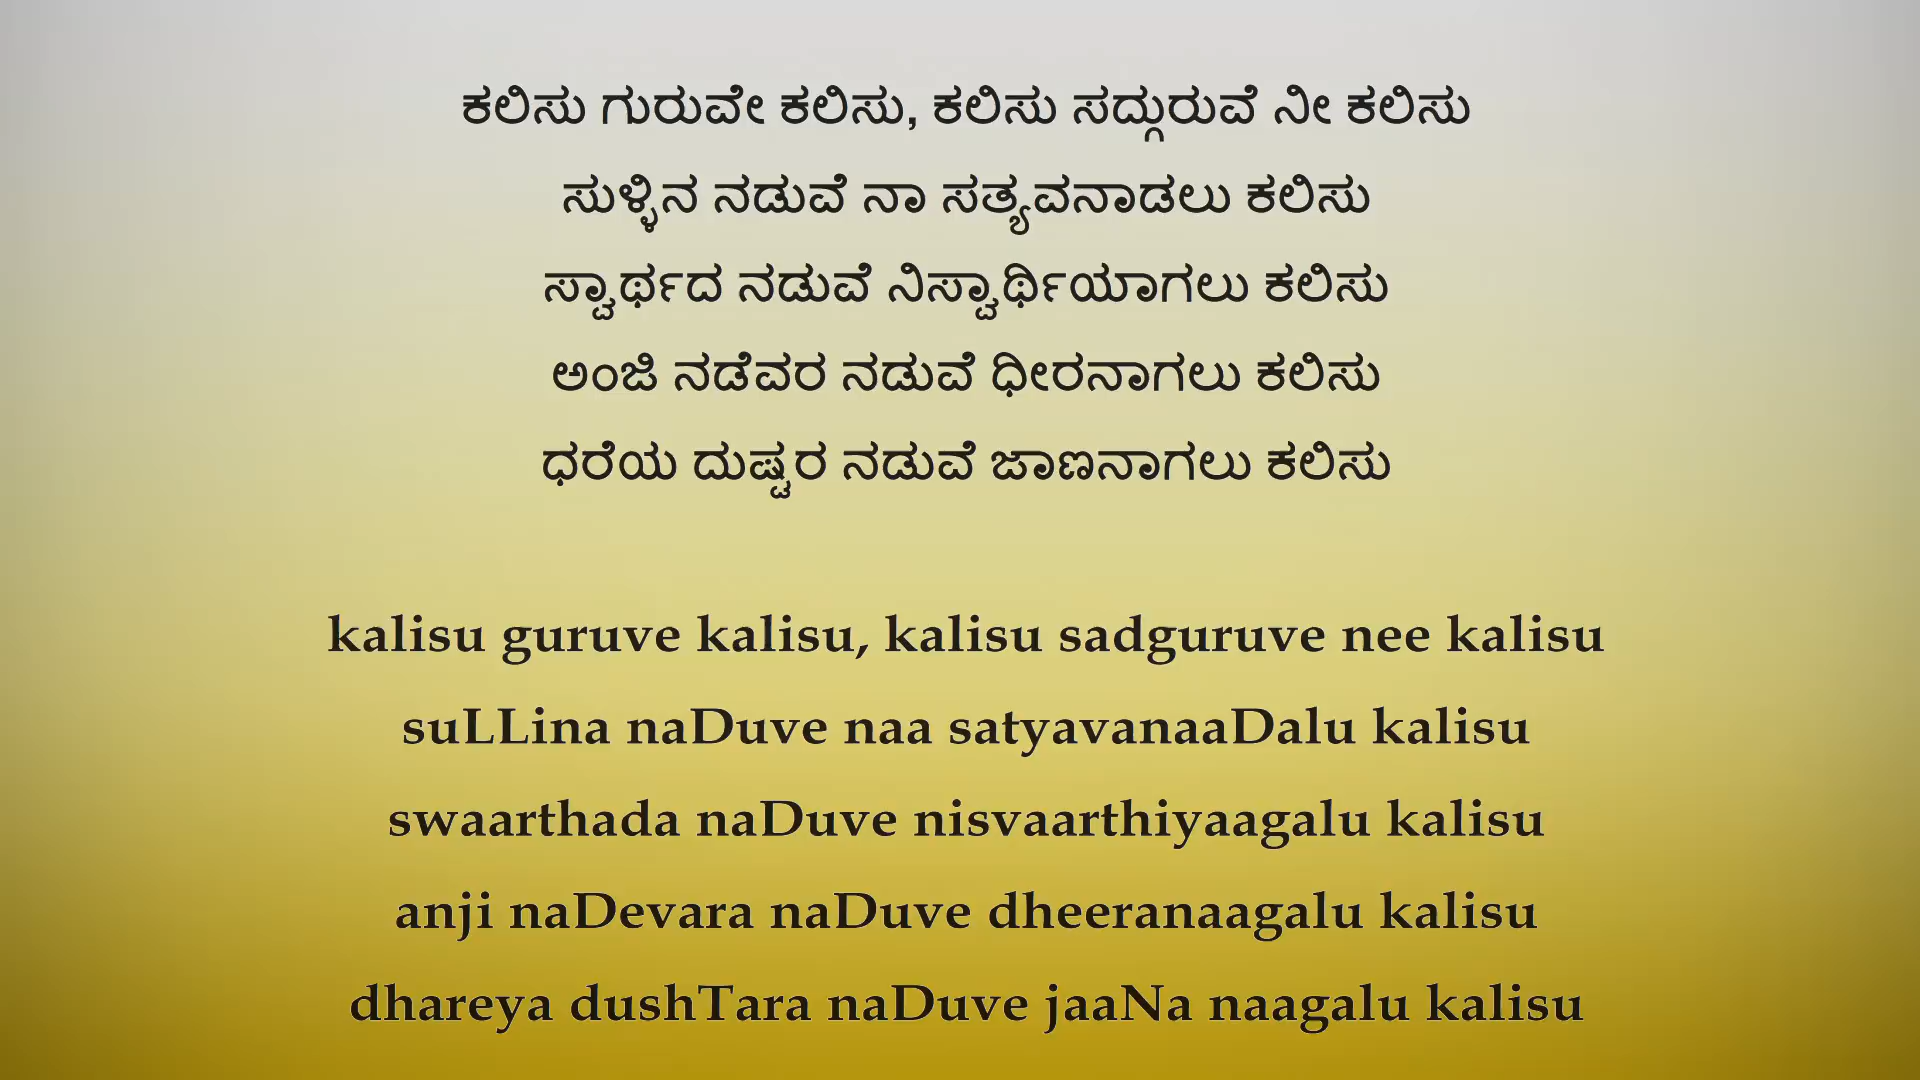 ಕಲಿಸು ಗುರುವೇ ಕಲಿಸು, ಕಲಿಸು ಸದ್ಗುರುವೆ ನೀ ಕಲಿಸು
ಸುಳ್ಳಿನ ನಡುವೆ ನಾ ಸತ್ಯವನಾಡಲು ಕಲಿಸು
ಸ್ವಾರ್ಥದ ನಡುವೆ ನಿಸ್ವಾರ್ಥಿಯಾಗಲು ಕಲಿಸು
ಅಂಜಿ ನಡೆವರ ನಡುವೆ ಧೀರನಾಗಲು ಕಲಿಸು
ಧರೆಯ ದುಷ್ಟರ ನಡುವೆ ಜಾಣನಾಗಲು ಕಲಿಸು
kalisu guruve kalisu, kalisu sadguruve nee kalisu
suLLina naDuve naa satyavanaaDalu kalisu
swaarthada naDuve nisvaarthiyaagalu kalisu
anji naDevara naDuve dheeranaagalu kalisu
dhareya dushTara naDuve jaaNa naagalu kalisu